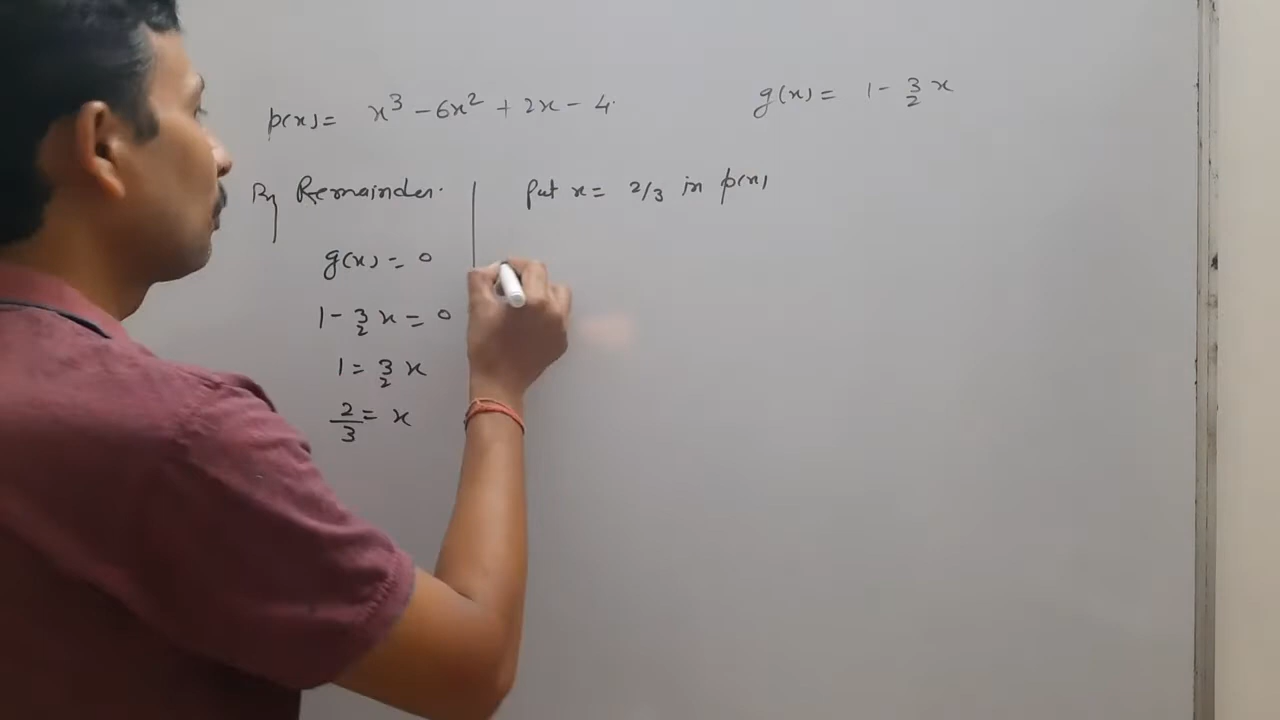 p(x) = x³ - 6x² + 2x - 4 g(x) = 1 - 3/2 x
By Remainder.
g(x) = 0
1 - 3/2 x = 0
1 = 3/2 x
2/3 = x
Put x = 2/3 in p(x)